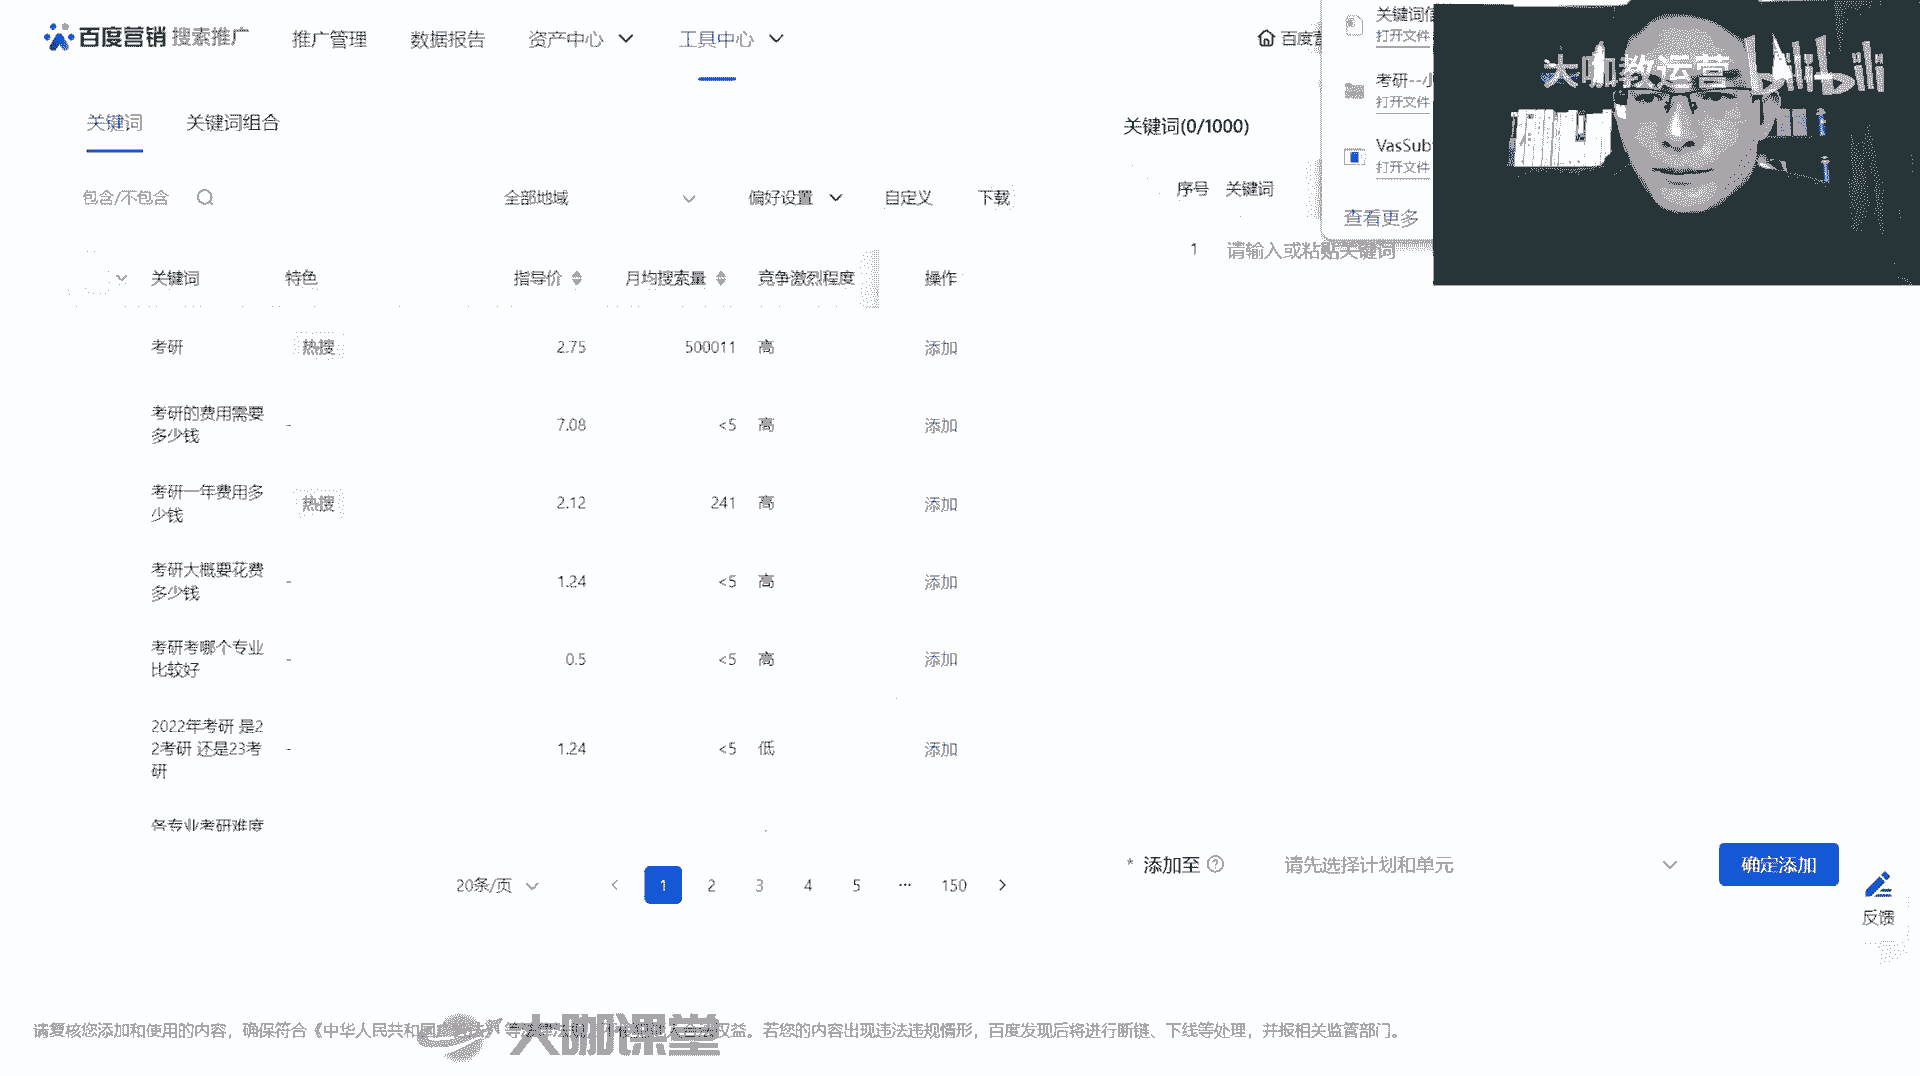 百度营销 搜索推广 推广管理 数据报告 资产中心 工具中心
百度营
关键词信
打开文件
考研--小
打开文件
VasSub
打开文件
查看更多
大咖教运营 bilibili
关键词 关键词组合
关键词(0/1000)
包含/不包含 全部地域 偏好设置 自定义 下载
序号 关键词
1 请输入或粘贴关键词
关键词 特色 指导价 月均搜索量 竞争激烈程度 操作
考研 热搜 2.75 500011 高 添加
考研的费用需要
多少钱 - 7.08 <5 高 添加
考研一年费用多
少钱 热搜 2.12 241 高 添加
考研大概要花费
多少钱 - 1.24 <5 高 添加
考研考哪个专业
比较好 - 0.5 <5 高 添加
2022年考研 是2
2考研 还是23考 - 1.24 <5 低 添加
研
各专业考研难度
20条/页 1 2 3 4 5 ··· 150
* 添加至 请先选择计划和单元 确定添加
反馈
请复核您添加和使用的内容，确保符合《中华人民共和国 权益。若您的内容出现违法违规情形，百度发现后将进行断链、下线等处理，并报相关监管部门。
大咖课堂